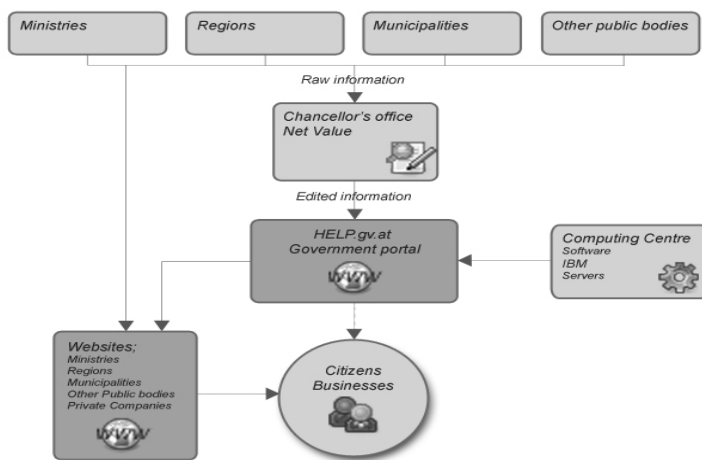 Ministries
Regions
Municipalities
Other public bodies
Raw information
Chancellor's office
Net Value
Edited information
HELP.gv.at
Government portal
www
Computing Centre
Software
IBM
Servers
Websites;
Ministries
Regions
Municipalities
Other Public bodies
Private Companies
www
Citizens
Businesses